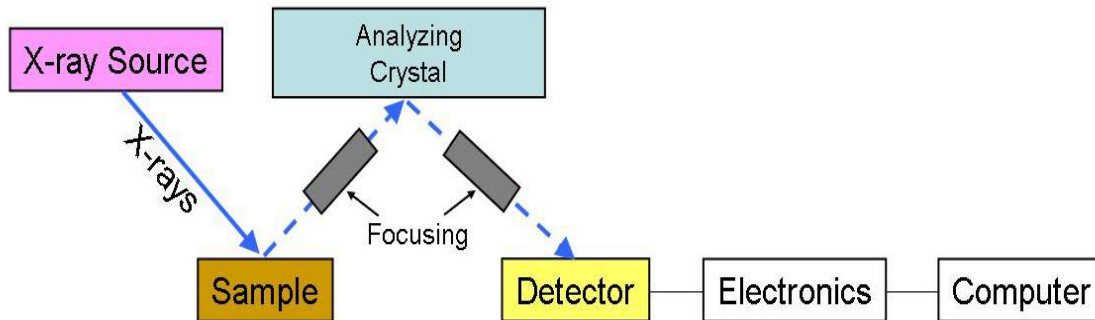 X-ray Source
Analyzing
Crystal
X-rays
Focusing
Sample
Detector
Electronics
Computer